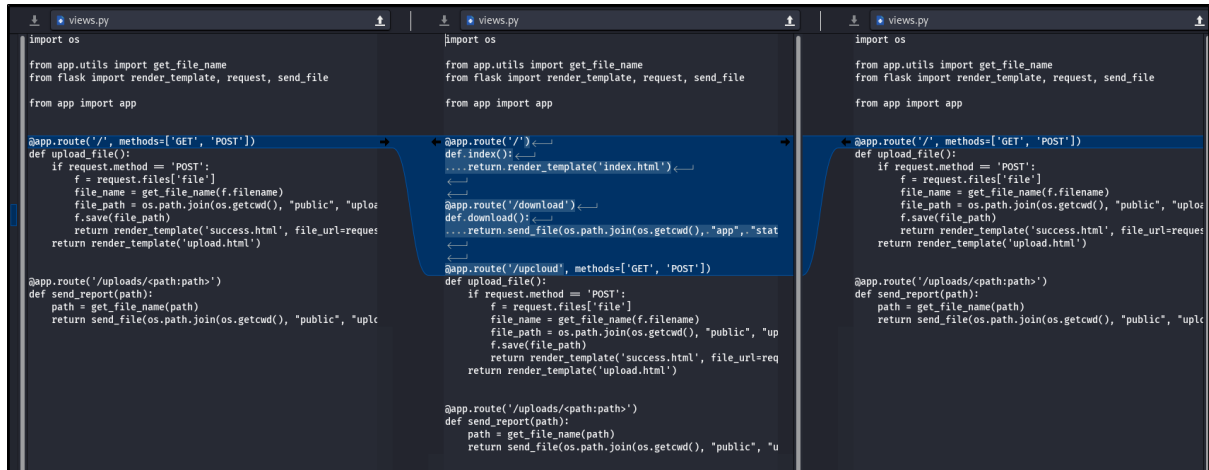 views.py
import os
from app.utils import get_file_name
from flask import render_template, request, send_file
from app import app
@app.route('/', methods=['GET', 'POST'])
def upload_file():
if request.method == 'POST':
f = request.files['file']
file_name = get_file_name(f.filename)
file_path = os.path.join(os.getcwd(), "public", "uploa
f.save(file_path)
return render_template('success.html', file_url=reques
return render_template('upload.html')
@app.route('/uploads/<path:path>')
def send_report(path):
path = get_file_name(path)
return send_file(os.path.join(os.getcwd(), "public", "uplo
views.py
import os
from app.utils import get_file_name
from flask import render_template, request, send_file
from app import app
@app.route('/')
def.index():
....return.render_template('index.html')
@app.route('/download')
def.download():
....return.send_file(os.path.join(os.getcwd(),."app",."stat
@app.route('/upcloud', methods=['GET', 'POST'])
def upload_file():
if request.method == 'POST':
f = request.files['file']
file_name = get_file_name(f.filename)
file_path = os.path.join(os.getcwd(), "public", "up
f.save(file_path)
return render_template('success.html', file_url=req
return render_template('upload.html')
@app.route('/uploads/<path:path>')
def send_report(path):
path = get_file_name(path)
return send_file(os.path.join(os.getcwd(), "public", "u
views.py
import os
from app.utils import get_file_name
from flask import render_template, request, send_file
from app import app
@app.route('/', methods=['GET', 'POST'])
def upload_file():
if request.method == 'POST':
f = request.files['file']
file_name = get_file_name(f.filename)
file_path = os.path.join(os.getcwd(), "public", "uploa
f.save(file_path)
return render_template('success.html', file_url=reques
return render_template('upload.html')
@app.route('/uploads/<path:path>')
def send_report(path):
path = get_file_name(path)
return send_file(os.path.join(os.getcwd(), "public", "uplo